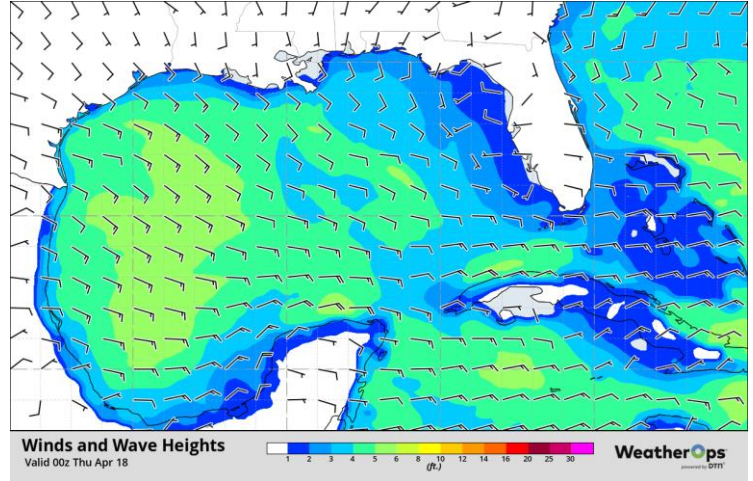 Winds and Wave Heights
Valid 00z Thu Apr 18
1 2 3 4 5 6 7 8 10 12 14 16 20 25 30
(ft.)
WeatherOps
powered by DTN